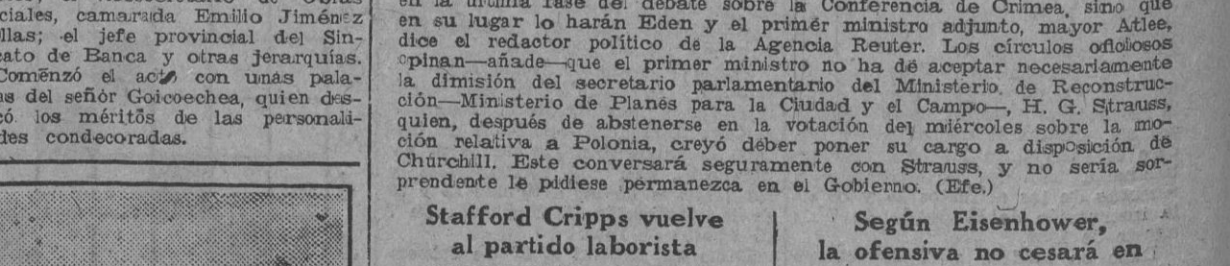 ciales, camarada Emilio Jiménez
llas; el jefe provincial del Sin-
ato de Banca y otras jerarquías.
Comenzó el acto con unas pala-
as del señor Goicoechea, quien des-
có los méritos de las personali-
des condecoradas.
en la última fase del debate sobre la Conferencia de Crimea, sino que
en su lugar lo harán Eden y el primer ministro adjunto, mayor Atlee,
dice el redactor político de la Agencia Reuter. Los círculos oficiosos
opinan—añade—que el primer ministro no ha de aceptar necesariamente
la dimisión del secretario parlamentario del Ministerio de Reconstruc-
ción—Ministerio de Planes para la Ciudad y el Campo—, H. G. Strauss,
quien, después de abstenerse en la votación del miércoles sobre la mo-
ción relativa a Polonia, creyó deber poner su cargo a disposición de
Churchill. Este conversará seguramente con Strauss, y no sería sor-
prendente le pidiese permanezca en el Gobierno. (Efe.)
Stafford Cripps vuelve
al partido laborista
Según Eisenhower,
la ofensiva no cesará en